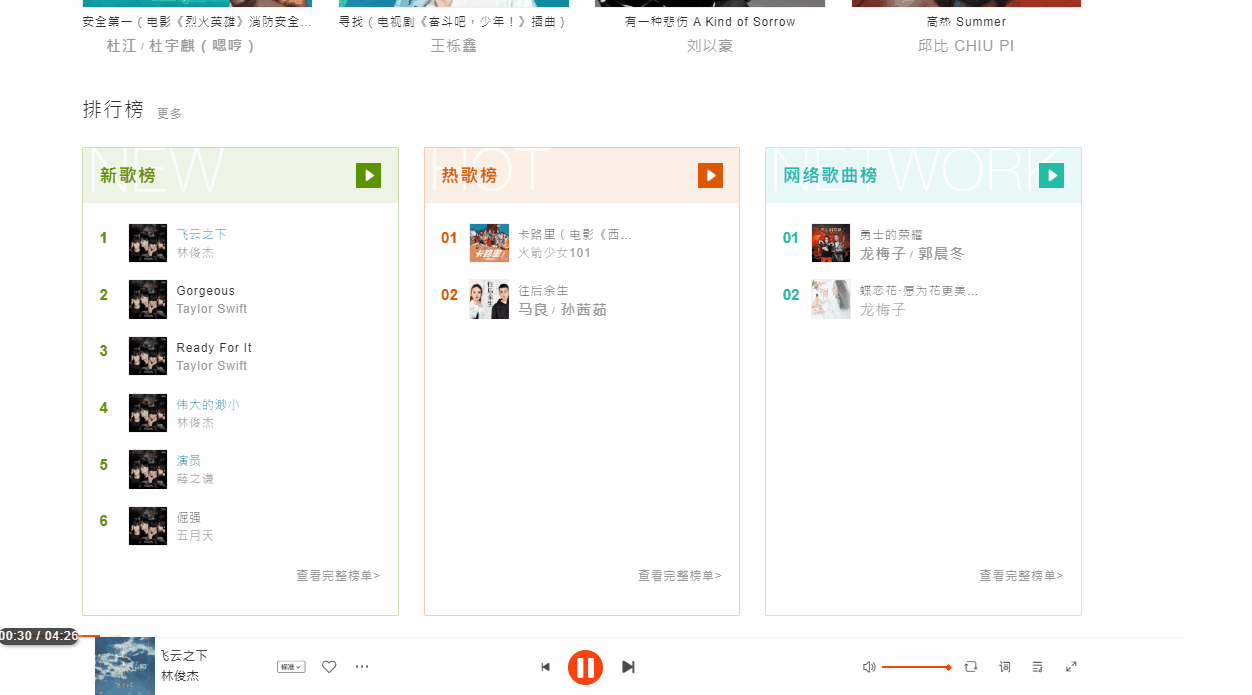 安全第一（电影《烈火英雄》消防安全...
寻找（电视剧《奋斗吧，少年！》插曲）
有一种悲伤 A Kind of Sorrow
高热 Summer
杜江 / 杜宇麒（嗯哼）
王栎鑫
刘以豪
邱比 CHIU PI
排行榜 更多
NEW
新歌榜
1
飞云之下
林俊杰
2
Gorgeous
Taylor Swift
3
Ready For It
Taylor Swift
4
伟大的渺小
林俊杰
5
演员
薛之谦
6
倔强
五月天
查看完整榜单>
HOT
热歌榜
01
卡路里（电影《西...
火箭少女101
卡路里
02
往后余生
马良 / 孙茜茹
往后余生
查看完整榜单>
NETWORK
网络歌曲榜
01
勇士的荣耀
龙梅子 / 郭晨冬
02
蝶恋花-愿为花更美...
龙梅子
查看完整榜单>
00:30 / 04:26
飞云之下
林俊杰
标准
词